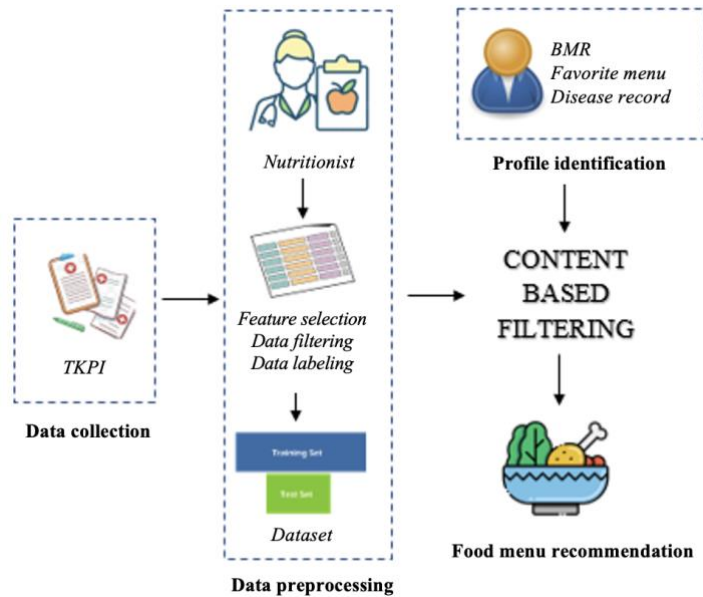 TKPI
Data collection
Nutritionist
Feature selection
Data filtering
Data labeling
Training Set
Test Set
Dataset
Data preprocessing
BMR
Favorite menu
Disease record
Profile identification
CONTENT
BASED
FILTERING
Food menu recommendation